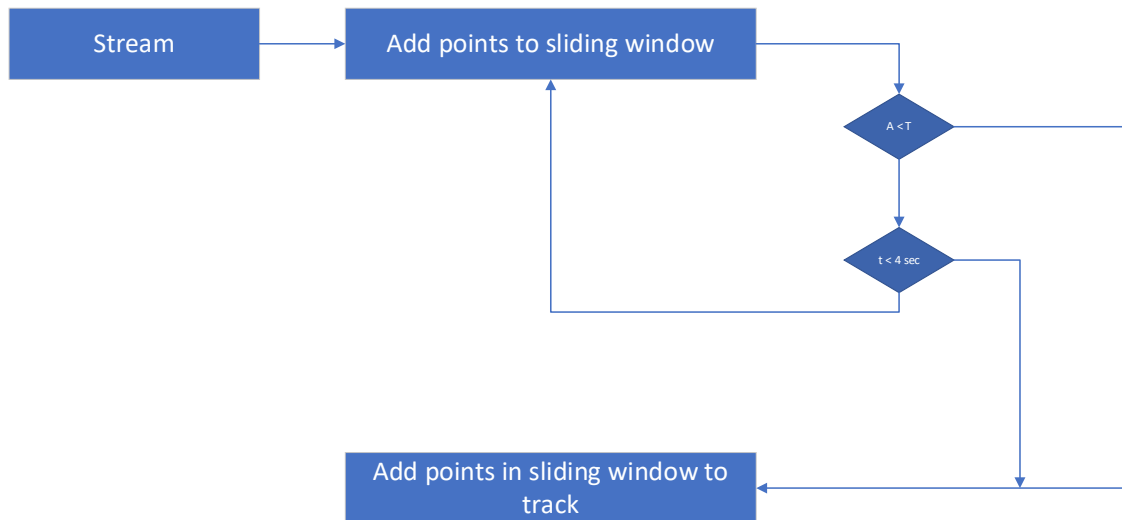 Stream
Add points to sliding window
A < T
t < 4 sec
Add points in sliding window to
track